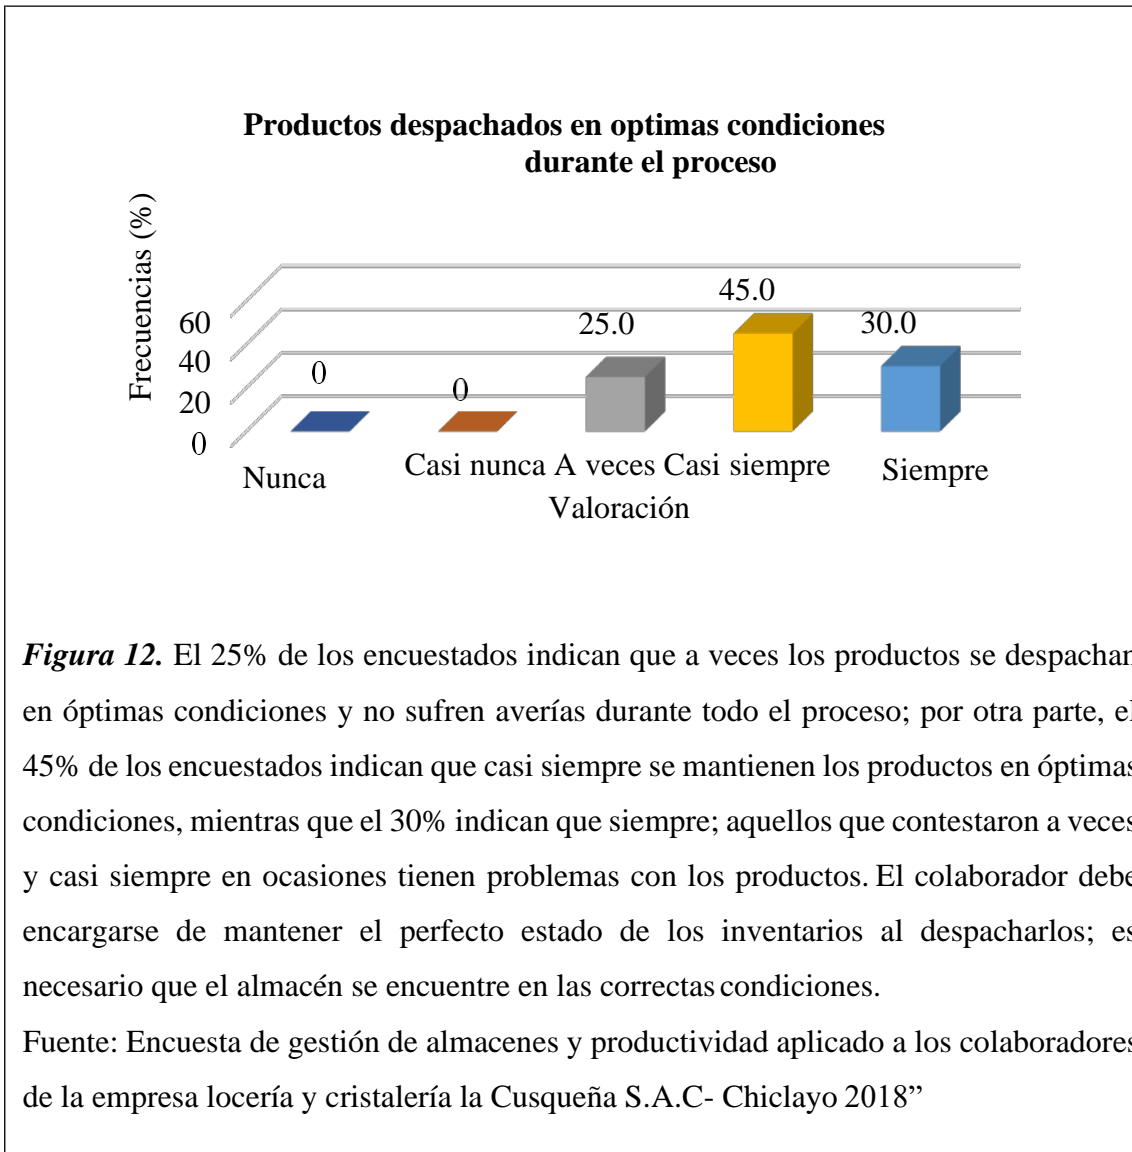 Productos despachados en optimas condiciones
durante el proceso
Frecuencias (%)
60
40
20
0
0
0
25.0
45.0
30.0
Nunca
Casi nunca A veces Casi siempre
Siempre
Valoración
Figura 12. El 25% de los encuestados indican que a veces los productos se despachan
en óptimas condiciones y no sufren averías durante todo el proceso; por otra parte, el
45% de los encuestados indican que casi siempre se mantienen los productos en óptimas
condiciones, mientras que el 30% indican que siempre; aquellos que contestaron a veces
y casi siempre en ocasiones tienen problemas con los productos. El colaborador debe
encargarse de mantener el perfecto estado de los inventarios al despacharlos; es
necesario que el almacén se encuentre en las correctas condiciones.
Fuente: Encuesta de gestión de almacenes y productividad aplicado a los colaboradores
de la empresa locería y cristalería la Cusqueña S.A.C- Chiclayo 2018”